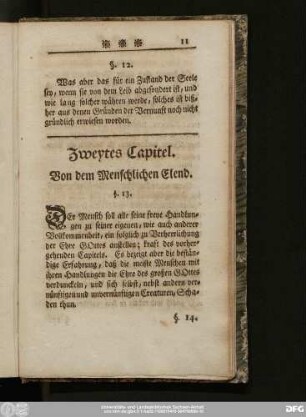 ❋ ❋ ❋ 11
§. 12.
Was aber das für ein Zustand der Seele
sey, wenn sie von dem Leib abgesondert ist, und
wie lang solcher währen werde, solches ist biß-
her aus denen Gründen der Vernunft noch nicht
gründlich erwiesen worden.
Zweytes Capitel.
Von dem Menschlichen Elend.
§. 13.
DEr Mensch soll alle seine freye Handlun-
gen zu seiner eigenen, wie auch anderer
Vollkommenheit, ein folglich zu Verherrlichung
der Ehre GOttes anstellen; kraft des vorher-
gehenden Capitels. Es bezeigt aber die bestän-
dige Erfahrung, daß die meiste Menschen mit
ihren Handlungen die Ehre des grossen GOttes
verdunckeln, und sich selbst, nebst andern ver-
nünftigen und unvernünftigen Creaturen, Scha-
den thun.
§. 14.